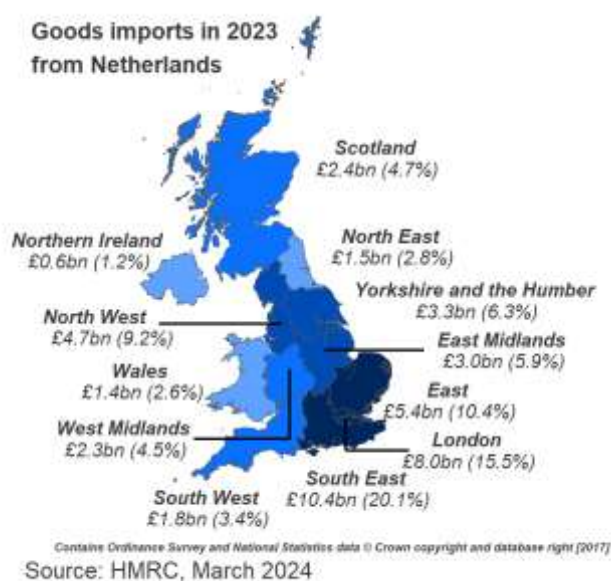 Goods imports in 2023
from Netherlands
Scotland
£2.4bn (4.7%)
Northern Ireland
£0.6bn (1.2%)
North East
£1.5bn (2.8%)
Yorkshire and the Humber
£3.3bn (6.3%)
North West
£4.7bn (9.2%)
East Midlands
£3.0bn (5.9%)
Wales
£1.4bn (2.6%)
East
£5.4bn (10.4%)
West Midlands
£2.3bn (4.5%)
London
£8.0bn (15.5%)
South East
£10.4bn (20.1%)
South West
£1.8bn (3.4%)
Contains Ordinance Survey and National Statistics data © Crown copyright and database right [2017]
Source: HMRC, March 2024